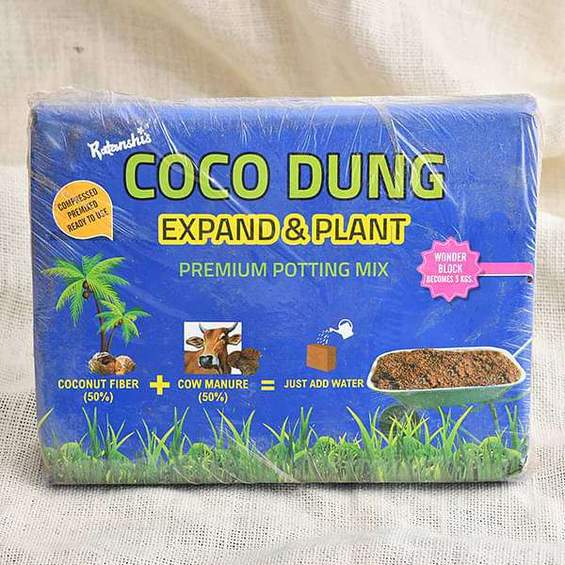 Ratanshi's
COCO DUNG
COMPRESSED
PREMIXED
READY TO USE
EXPAND & PLANT
PREMIUM POTTING MIX
WONDER
BLOCK
BECOMES 5 KGS.
COCONUT FIBER
(50%)
+
COW MANURE
(50%)
=
JUST ADD WATER